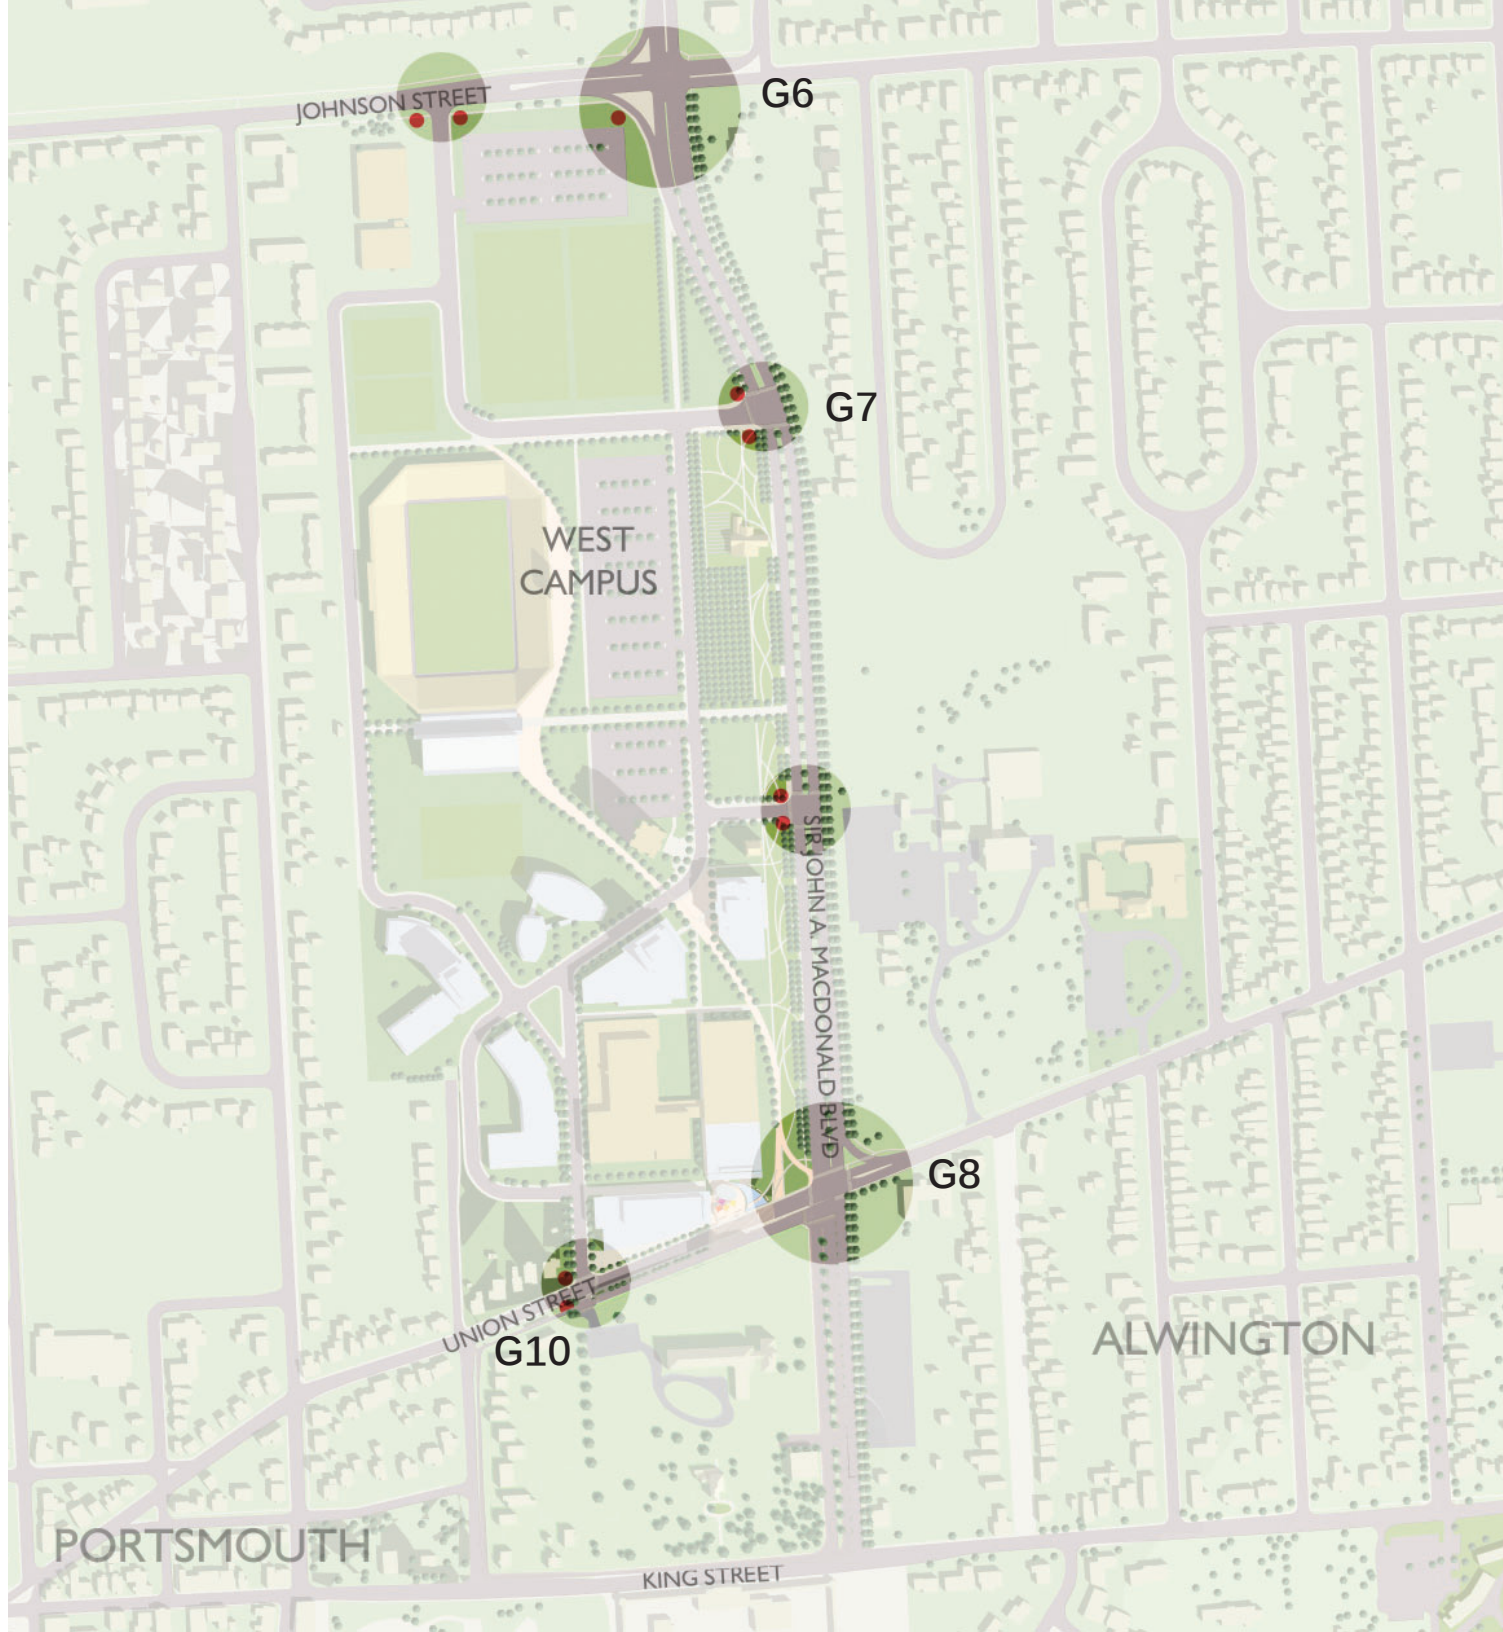 G6
JOHNSON STREET
G7
WEST
CAMPUS
SIR JOHN A. MACDONALD BLVD
G8
UNION STREET
G10
ALWINGTON
PORTSMOUTH
KING STREET